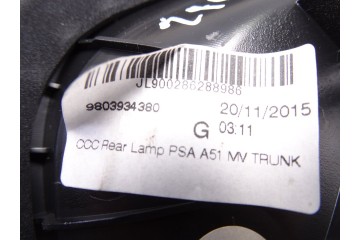 JL900286288986
9803934380 20/11/2015
G 03:11
CCC Rear Lamp PSA A51 MV TRUNK